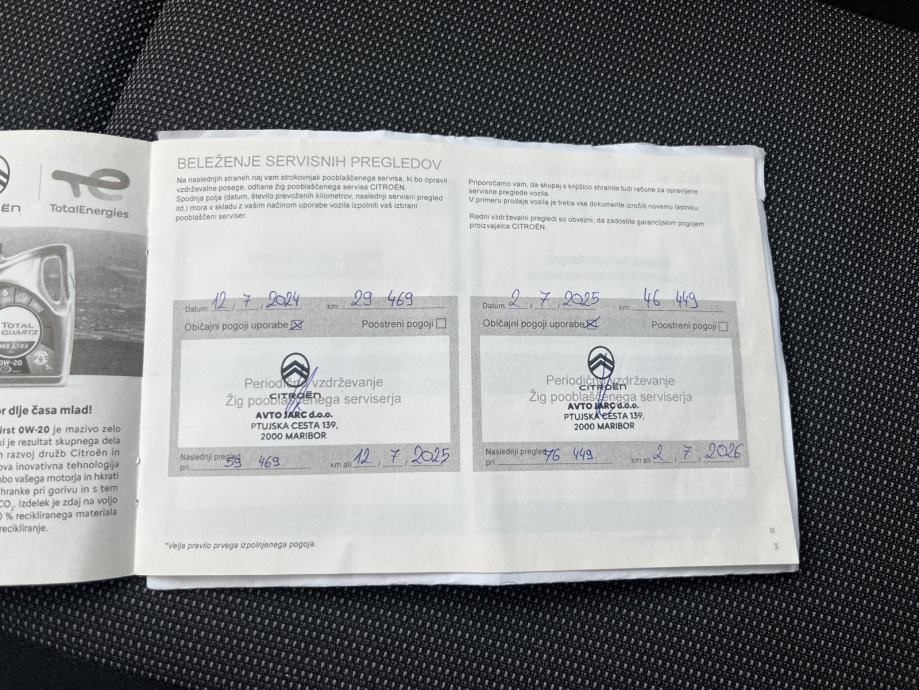 ËN
TotalEnergies
TOTAL
QUARTZ
0W-20
5L
or dlje časa mlad!
irst 0W-20 je mazivo zelo
ki je rezultat skupnega dela
n razvoj družb Citroën in
ova inovativna tehnologija
obo vašega motorja in hkrati
hranke pri gorivu in s tem
CO₂. Izdelek je zdaj na voljo
0 % recikliranega materiala
recikliranje.
BELEŽENJE SERVISNIH PREGLEDOV
Na naslednjih straneh naj vam strokovnjak pooblaščenega servisa, ki bo opravil
vzdrževalne posege, odtisne žig pooblaščenega servisa CITROËN.
Spodnja polja (datum, število prevoženih kilometrov, naslednji servisni pregled
itd.) mora v skladu z vašim načinom uporabe vozila izpolniti vaš izbrani
pooblaščeni serviser.
Datum: 12, 7, 2024 km: 29 469
Običajni pogoji uporabe Poostreni pogoji
Periodično vzdrževanje
CITROËN
Žig pooblaščenega serviserja
AVTO JARC d.o.o.
PTUJSKA CESTA 139,
2000 MARIBOR
Naslednji pregled
pri 59 469 km ali 12, 7, 2025
*Velja pravilo prvega izpolnjenega pogoja.
Priporočamo vam, da skupaj s knjižico shranite tudi račune za opravljene
servisne preglede vozila.
V primeru prodaje vozila je treba vse dokumente izročiti novemu lastniku.
Redni vzdrževalni pregledi so obvezni, da zadostite garancijskim pogojem
proizvajalca CITROËN.
Datum: 2, 7, 2025 km: 46 449
Običajni pogoji uporabe Poostreni pogoji
Periodično vzdrževanje
CITROËN
Žig pooblaščenega serviserja
AVTO JARC d.o.o.
PTUJSKA CESTA 139,
2000 MARIBOR
Naslednji pregled
pri 76 449 km ali 2, 7, 2026
3